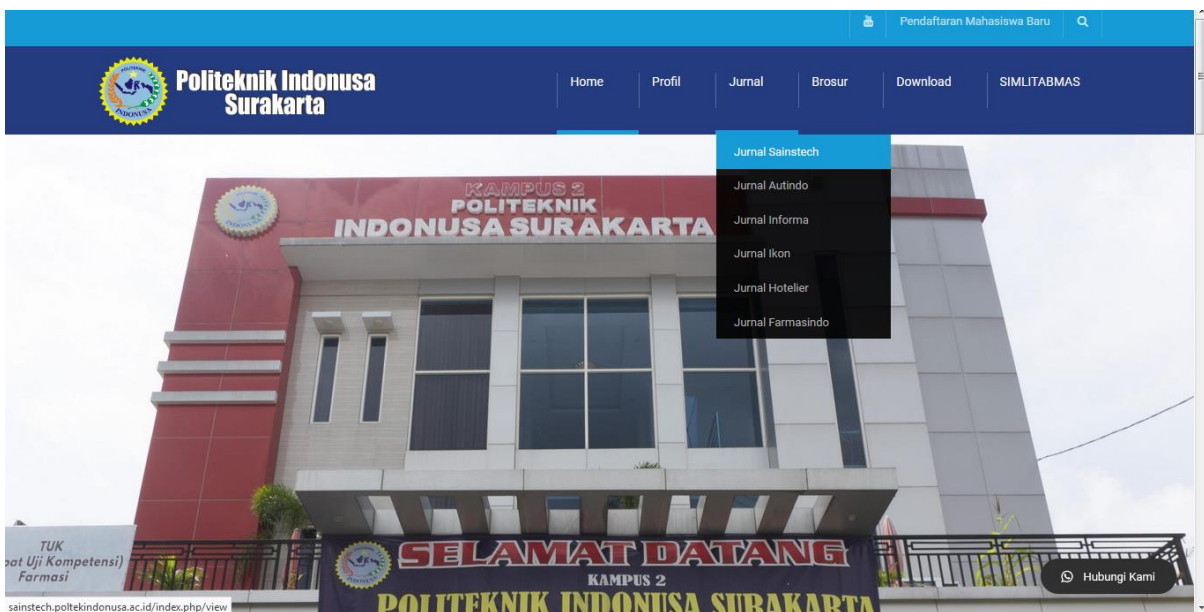 Pendaftaran Mahasiswa Baru
Politeknik Indonusa
Surakarta
Home Profil Jurnal Brosur Download SIMLITABMAS
Jurnal Sainstech
Jurnal Autindo
Jurnal Informa
Jurnal Ikon
Jurnal Hotelier
Jurnal Farmasindo
KAMPUS 2
POLITEKNIK
INDONUSA SURAKARTA
TUK
pat Uji Kompetensi)
Farmasi
SELAMAT DATANG
KAMPUS 2
POLITEKNIK INDONUSA SURAKARTA
Hubungi Kami
sainstech.poltekindonusa.ac.id/index.php/view